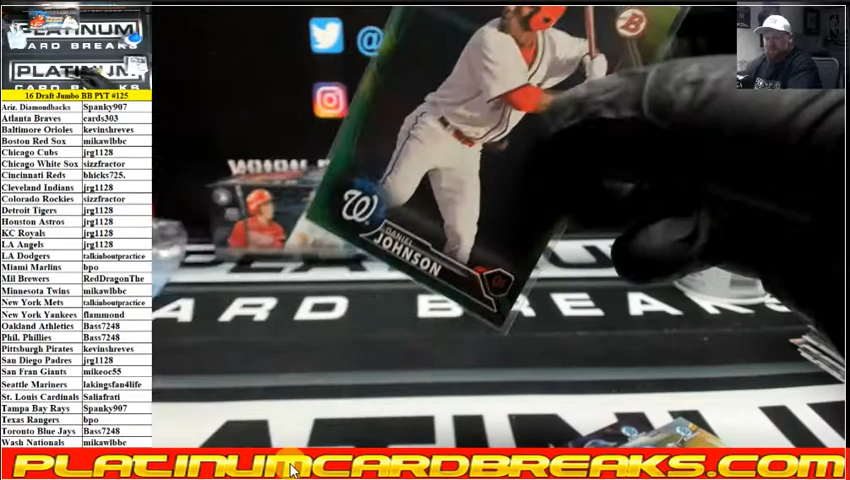 PLATINUM
CARD BREAKS
PLATINUM
CARD BREAKS
16 Draft Jumbo BB PYT #125
Ariz. Diamondbacks Spanky907
Atlanta Braves cards303
Baltimore Orioles kevinshreves
Boston Red Sox mikawlbbc
Chicago Cubs jrg1128
Chicago White Sox sizzfractor
Cincinnati Reds bhicks725.
Cleveland Indians jrg1128
Colorado Rockies sizzfractor
Detroit Tigers jrg1128
Houston Astros jrg1128
KC Royals jrg1128
LA Angels jrg1128
LA Dodgers talkiaboutpractice
Miami Marlins bpo
Mil Brewers RedDragonThe
Minnesota Twins mikawlbbc
New York Mets talkiaboutpractice
New York Yankees flammond
Oakland Athletics Bass7248
Phil. Phillies Bass7248
Pittsburgh Pirates kevinshreves
San Diego Padres jrg1128
San Fran Giants mikeoc55
Seattle Mariners lakingsfan4life
St. Louis Cardinals Saliafrati
Tampa Bay Rays Spanky907
Texas Rangers bpo
Toronto Blue Jays Bass7248
Wash Nationals mikawlbbc
@
B
W
DANIEL
JOHNSON
OF
CARD BREAKS
PLATINUMCARDBREAKS.COM